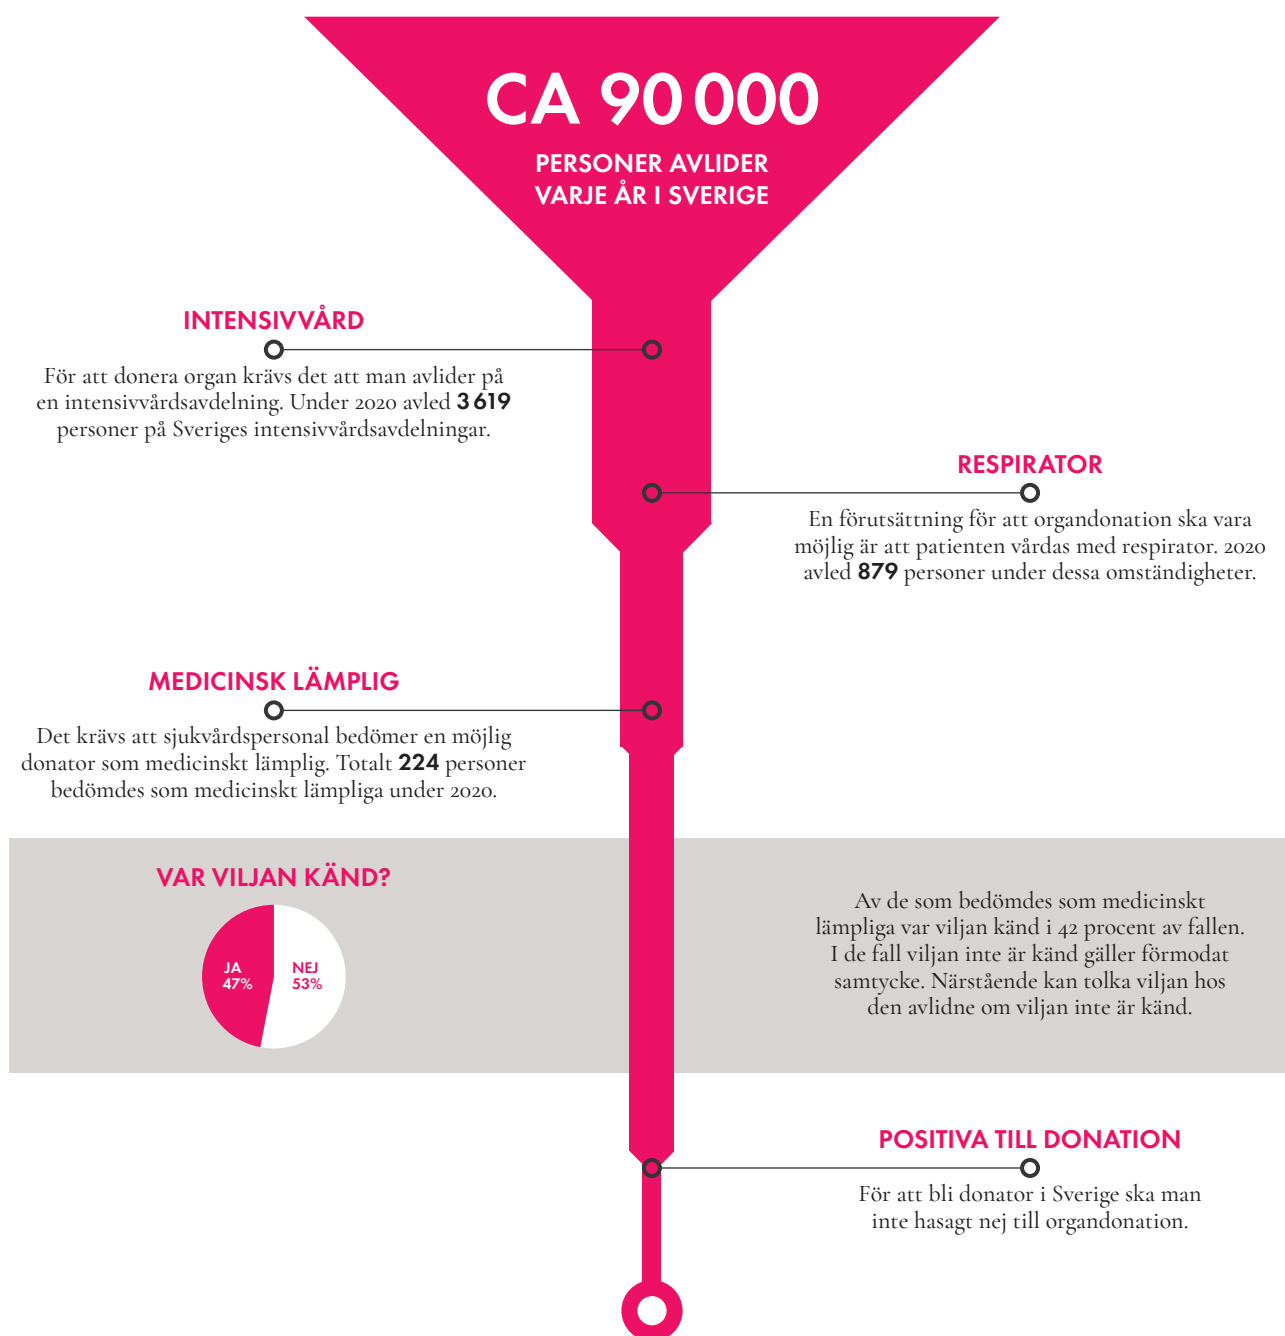 CA 90 000
PERSONER AVLIDER
VARJE ÅR I SVERIGE
INTENSIVVÅRD
För att donera organ krävs det att man avlider på
en intensivvårdsavdelning. Under 2020 avled 3 619
personer på Sveriges intensivvårdsavdelningar.
RESPIRATOR
En förutsättning för att organdonation ska vara
möjlig är att patienten vårdas med respirator. 2020
avled 879 personer under dessa omständigheter.
MEDICINSK LÄMPLIG
Det krävs att sjukvårdspersonal bedömer en möjlig
donator som medicinskt lämplig. Totalt 224 personer
bedömdes som medicinskt lämpliga under 2020.
VAR VILJAN KÄND?
JA
47%
NEJ
53%
Av de som bedömdes som medicinskt
lämpliga var viljan känd i 42 procent av fallen.
I de fall viljan inte är känd gäller förmodat
samtycke. Närstående kan tolka viljan hos
den avlidne om viljan inte är känd.
POSITIVA TILL DONATION
För att bli donator i Sverige ska man
inte hasagt nej till organdonation.